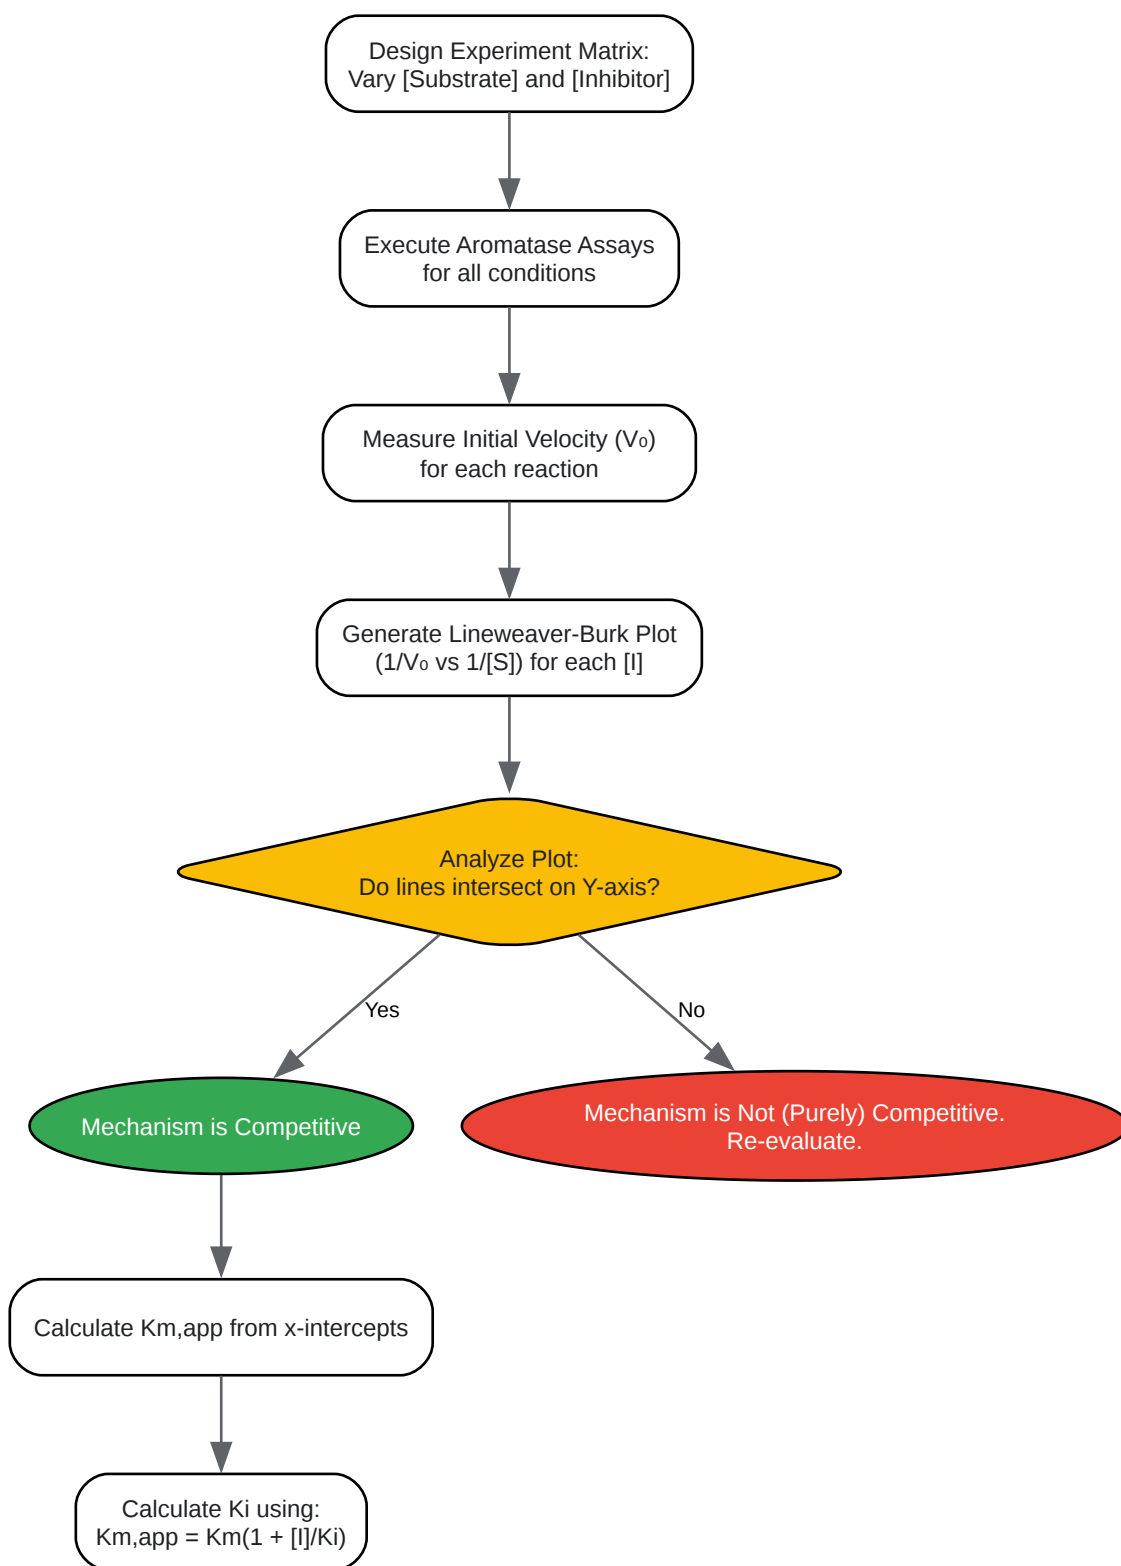 Design Experiment Matrix:
Vary [Substrate] and [Inhibitor]
Execute Aromatase Assays
for all conditions
Measure Initial Velocity (V₀)
for each reaction
Generate Lineweaver-Burk Plot
(1/V₀ vs 1/[S]) for each [I]
Analyze Plot:
Do lines intersect on Y-axis?
Yes
No
Mechanism is Competitive
Mechanism is Not (Purely) Competitive.
Re-evaluate.
Calculate Km,app from x-intercepts
Calculate Ki using:
Km,app = Km(1 + [I]/Ki)